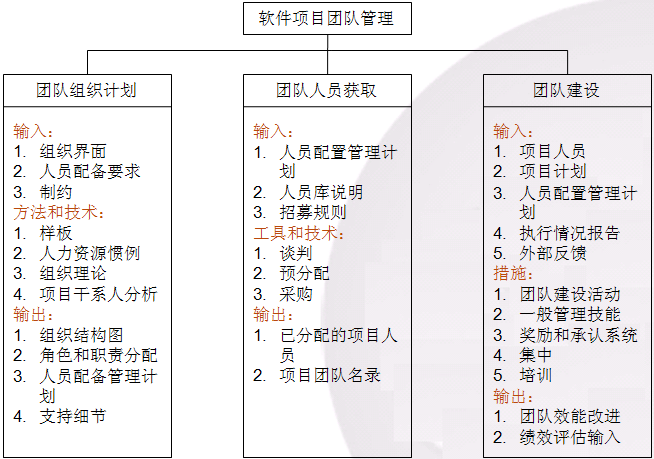 软件项目团队管理
团队组织计划
输入：
1. 组织界面
2. 人员配备要求
3. 制约
方法和技术：
1. 样板
2. 人力资源惯例
3. 组织理论
4. 项目干系人分析
输出：
1. 组织结构图
2. 角色和职责分配
3. 人员配备管理计
划
4. 支持细节
团队人员获取
输入：
1. 人员配置管理计
划
2. 人员库说明
3. 招募规则
工具和技术：
1. 谈判
2. 预分配
3. 采购
输出：
1. 已分配的项目人
员
2. 项目团队名录
团队建设
输入：
1. 项目人员
2. 项目计划
3. 人员配置管理计
划
4. 执行情况报告
5. 外部反馈
措施：
1. 团队建设活动
2. 一般管理技能
3. 奖励和承认系统
4. 集中
5. 培训
输出：
1. 团队效能改进
2. 绩效评估输入